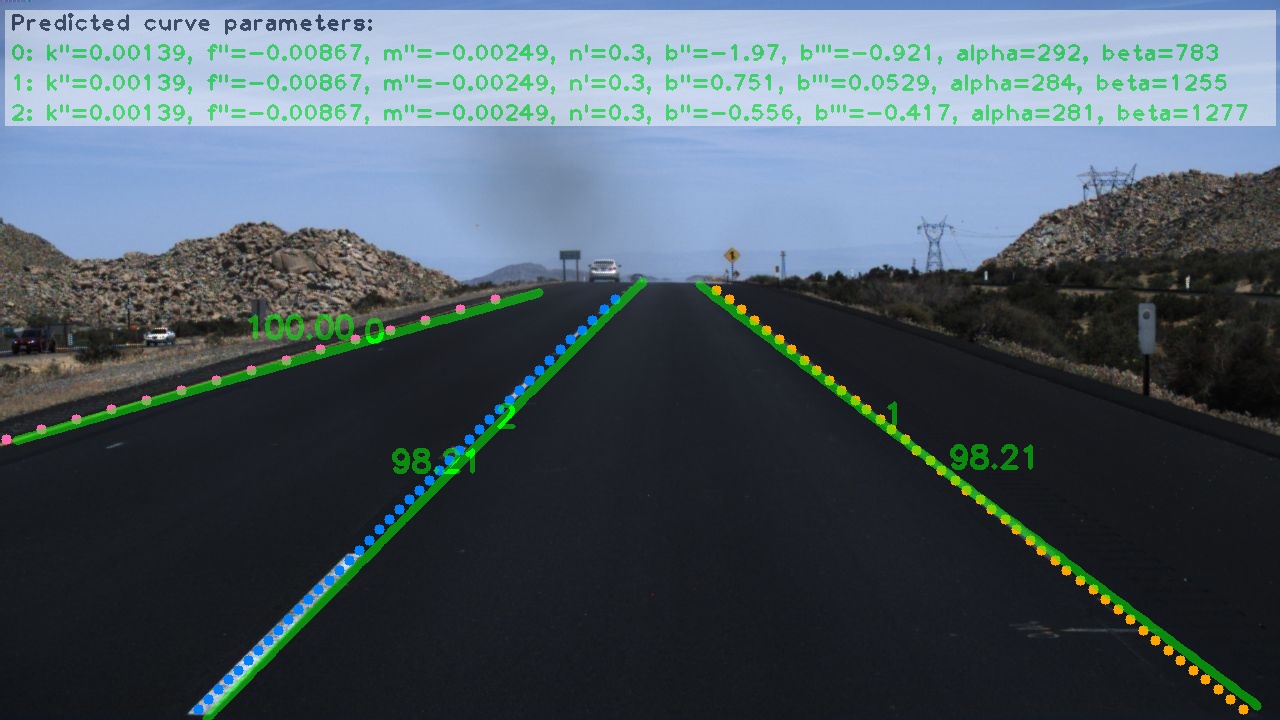 Predicted curve parameters:
0: k''=0.00139, f''=-0.00867, m''=-0.00249, n'=0.3, b''=-1.97, b'''=-0.921, alpha=292, beta=783
1: k''=0.00139, f''=-0.00867, m''=-0.00249, n'=0.3, b''=0.751, b'''=0.0529, alpha=284, beta=1255
2: k''=0.00139, f''=-0.00867, m''=-0.00249, n'=0.3, b''=-0.556, b'''=-0.417, alpha=281, beta=1277
100.00 0
2
1
98.21
98.21